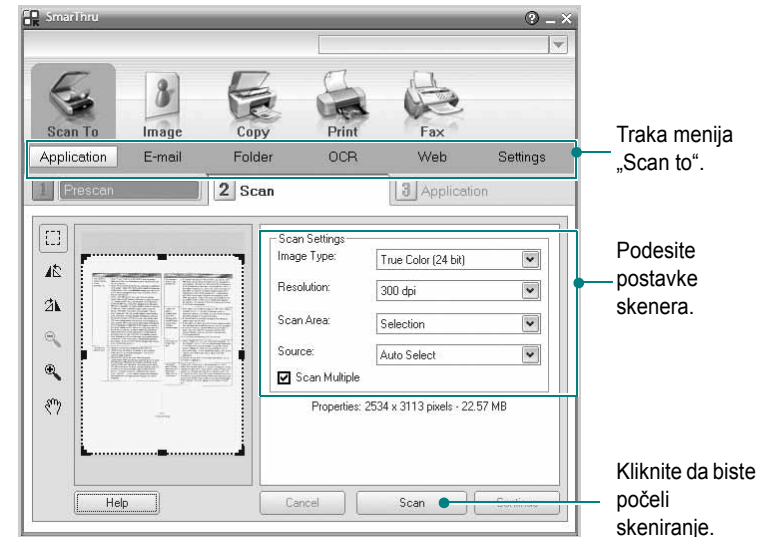 SmarThru
Scan To Image Copy Print Fax
Application E-mail Folder OCR Web Settings
1 Prescan 2 Scan 3 Application
Traka menija
„Scan to“.
Scan Settings
Image Type: True Color (24 bit)
Resolution: 300 dpi
Scan Area: Selection
Source: Auto Select
Scan Multiple
Properties: 2534 x 3113 pixels - 22.57 MB
Podesite
postavke
skenera.
Help Cancel Scan Continue
Kliknite da biste
počeli
skeniranje.